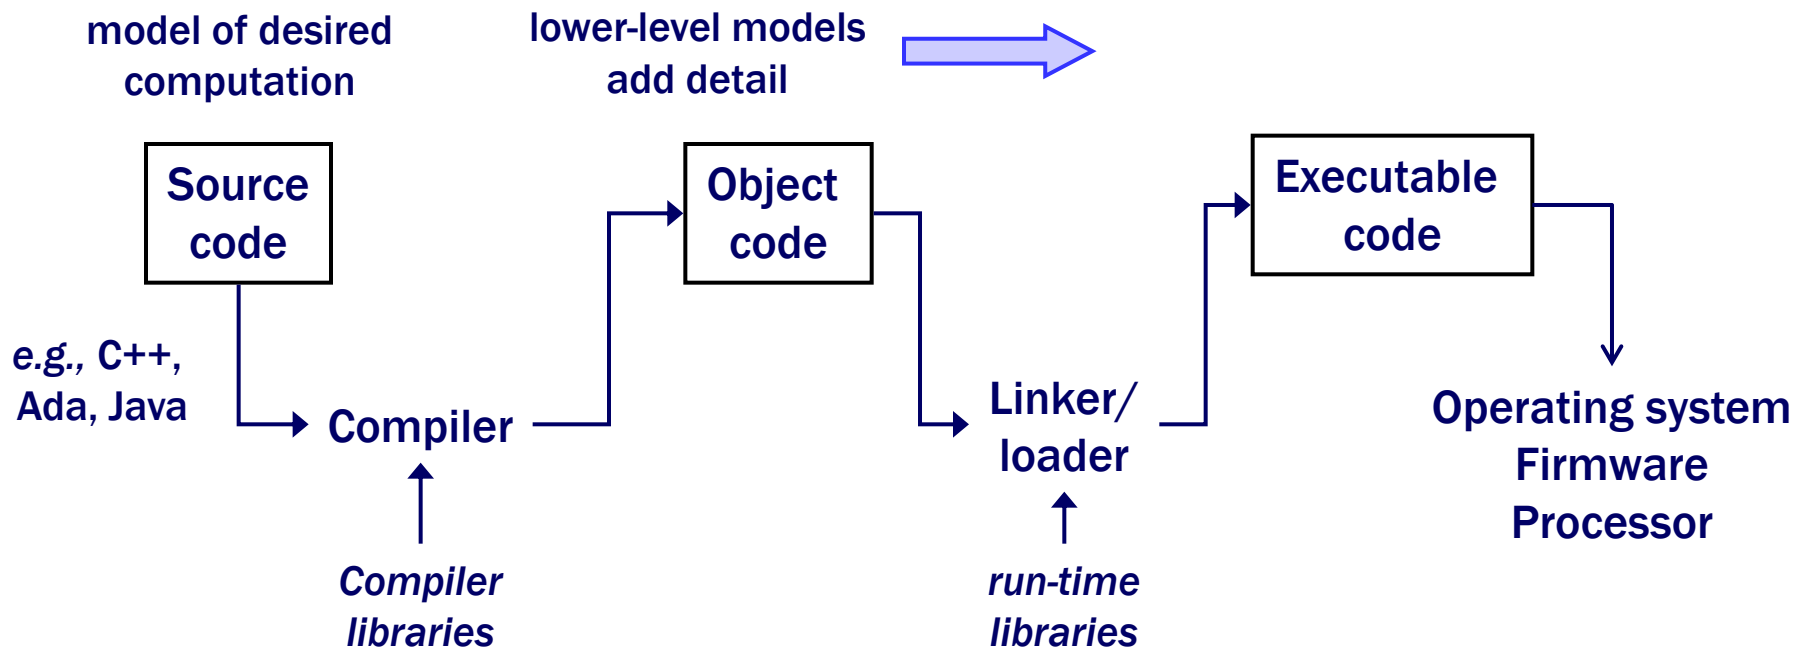 model of desired
computation
lower-level models
add detail
Source
code
Object
code
Executable
code
e.g., C++,
Ada, Java
Compiler
Linker/
loader
Operating system
Firmware
Processor
Compiler
libraries
run-time
libraries